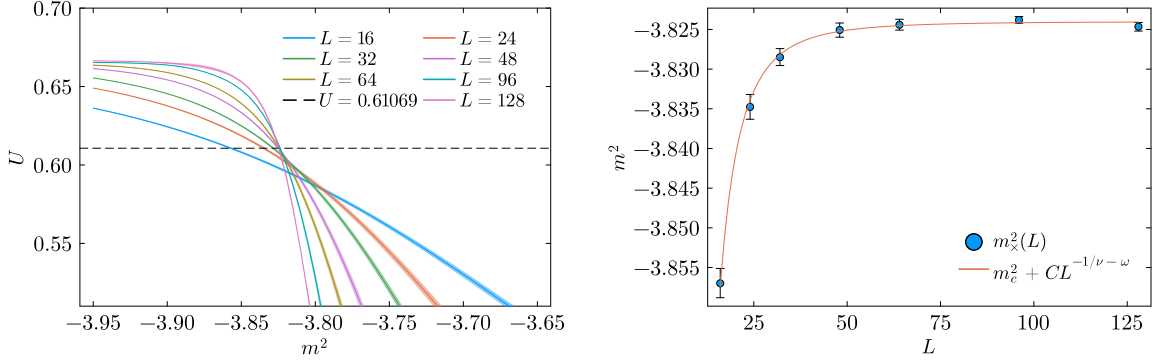 0.70
0.65
0.60
0.55
U
−3.95 −3.90 −3.85 −3.80 −3.75 −3.70 −3.65
m²
L = 16 L = 24
L = 32 L = 48
L = 64 L = 96
U = 0.61069 L = 128
−3.825
−3.830
−3.835
−3.840
−3.845
−3.850
−3.855
m²
25 50 75 100 125
L
m²×(L)
m²c + CL^−1/ν − ω